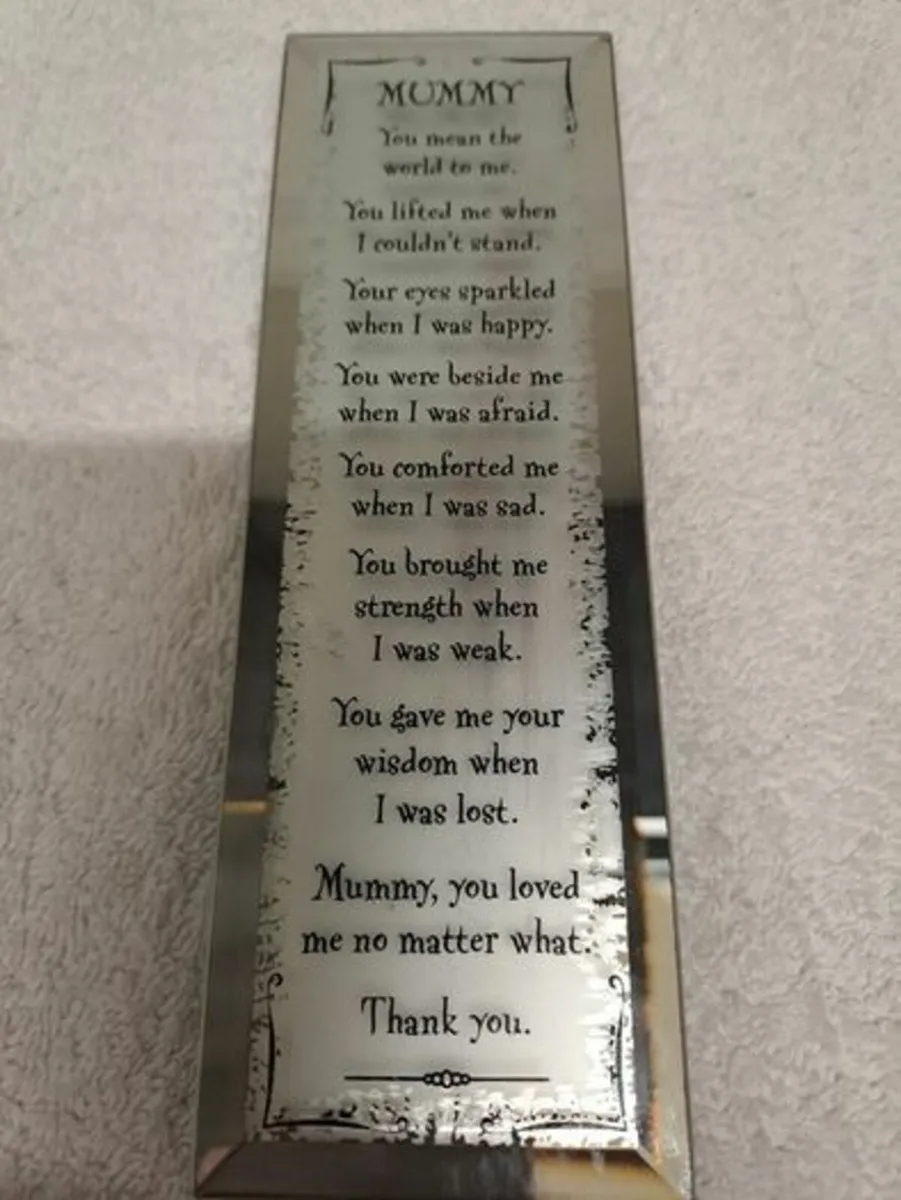 MUMMY
You mean the
world to me.
You lifted me when
I couldn't stand.
Your eyes sparkled
when I was happy.
You were beside me
when I was afraid.
You comforted me
when I was sad.
You brought me
strength when
I was weak.
You gave me your
wisdom when
I was lost.
Mummy, you loved
me no matter what.
Thank you.